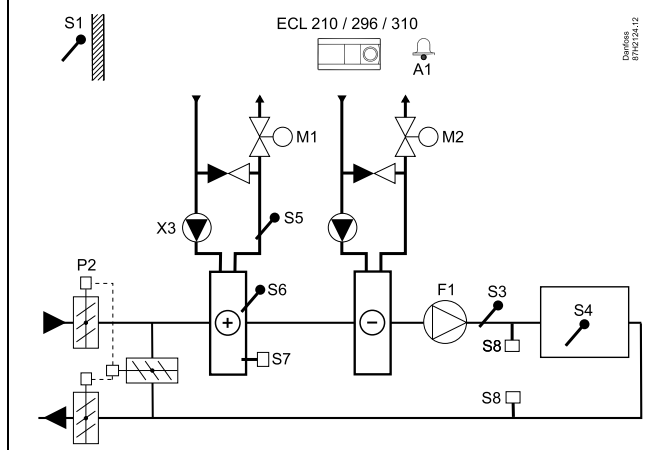 S1
ECL 210 / 296 / 310
A1
Danfoss
87H2124.12
M1
M2
X3
S5
P2
S6
F1
S3
S4
S7
S8
S8